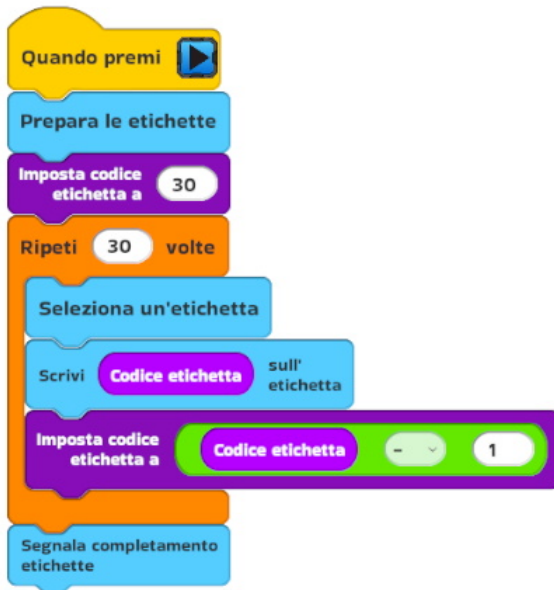 Quando premi
Prepara le etichette
Imposta codice
etichetta a 30
Ripeti 30 volte
Seleziona un'etichetta
Scrivi Codice etichetta sull'
etichetta
Imposta codice
etichetta a Codice etichetta - 1
Segnala completamento
etichette